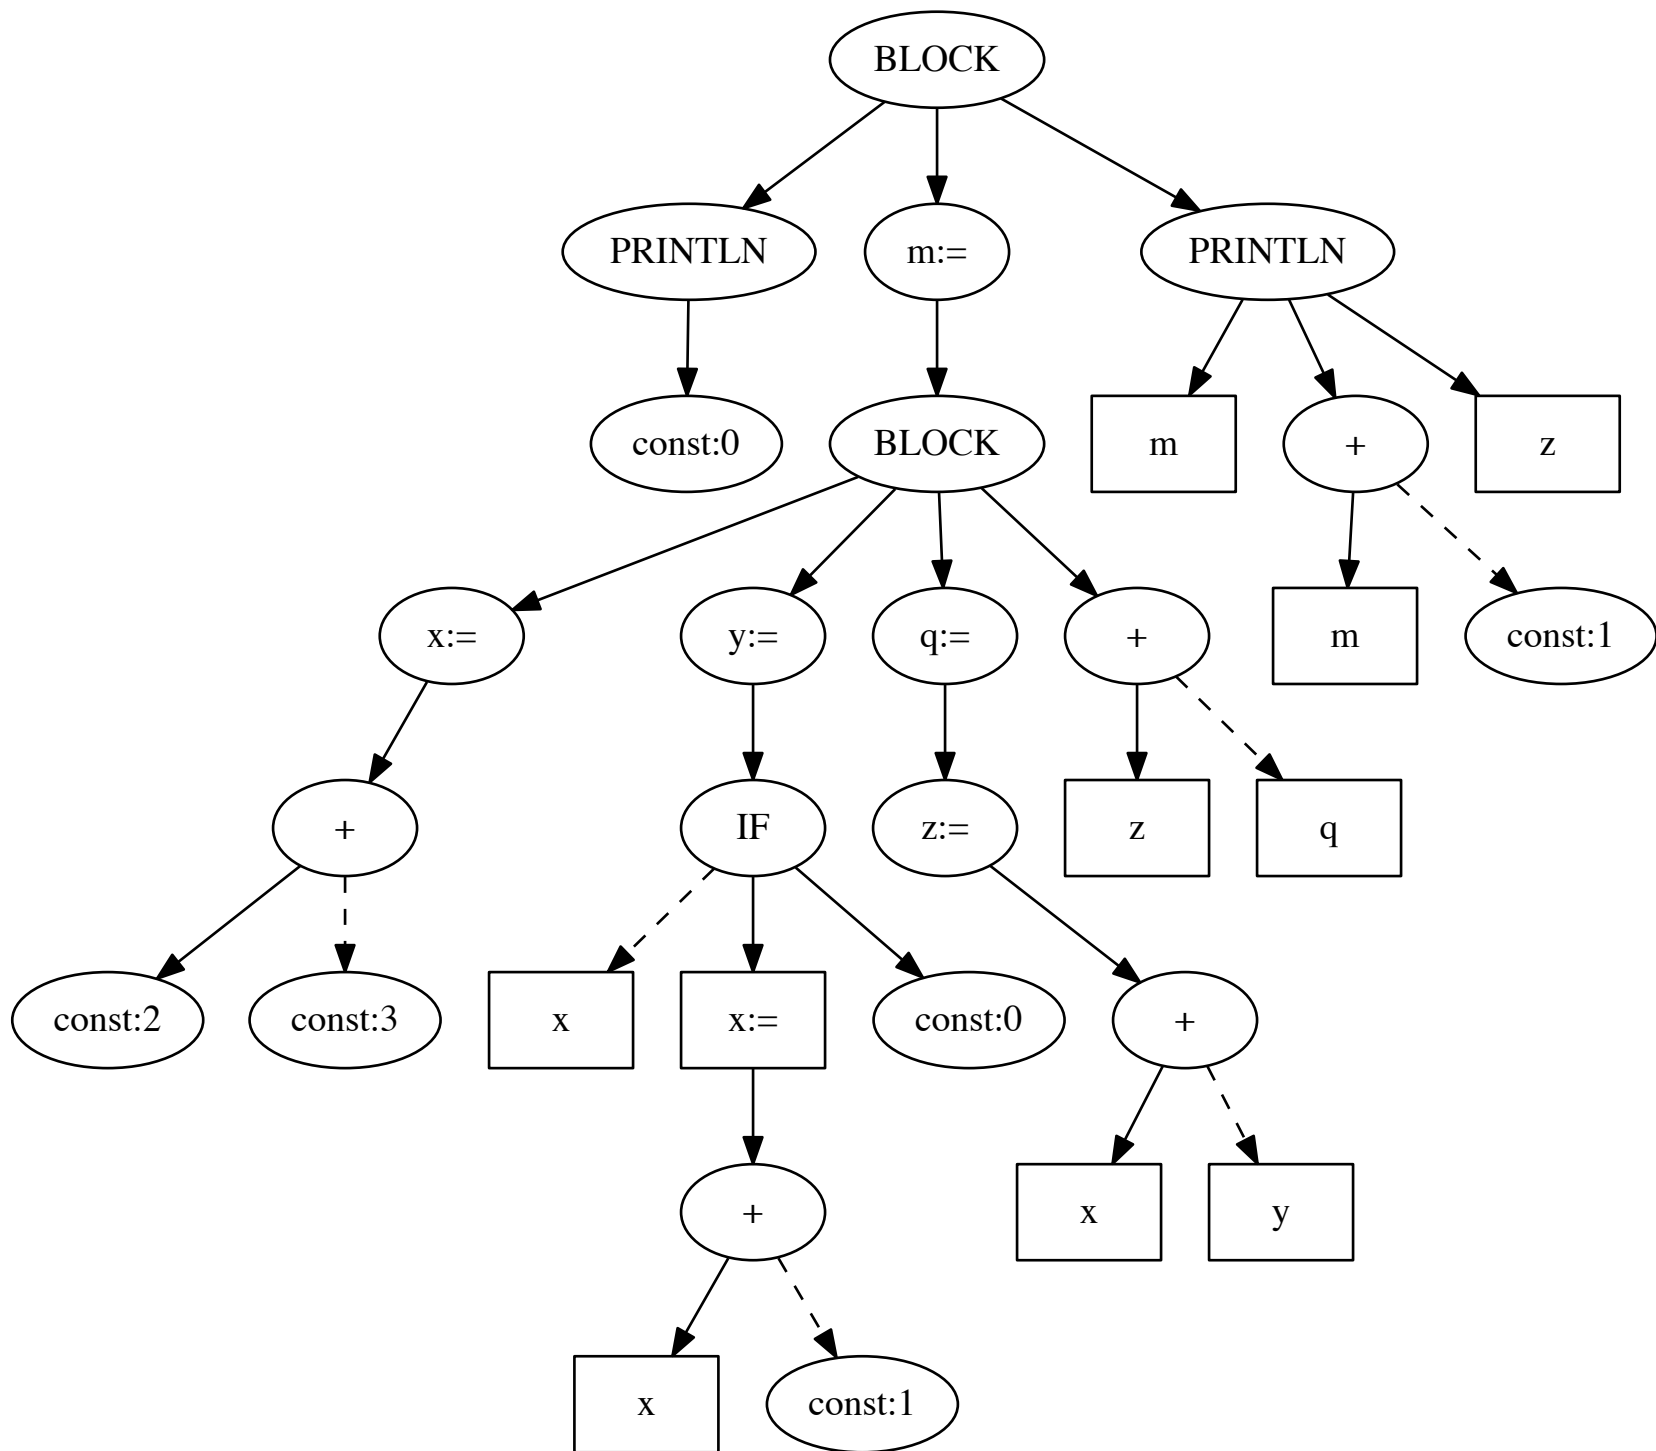 BLOCK
PRINTLN
m:=
PRINTLN
const:0
BLOCK
m
+
z
x:=
y:=
q:=
+
m
const:1
+
IF
z:=
z
q
const:2
const:3
x
x:=
const:0
+
+
x
y
x
const:1